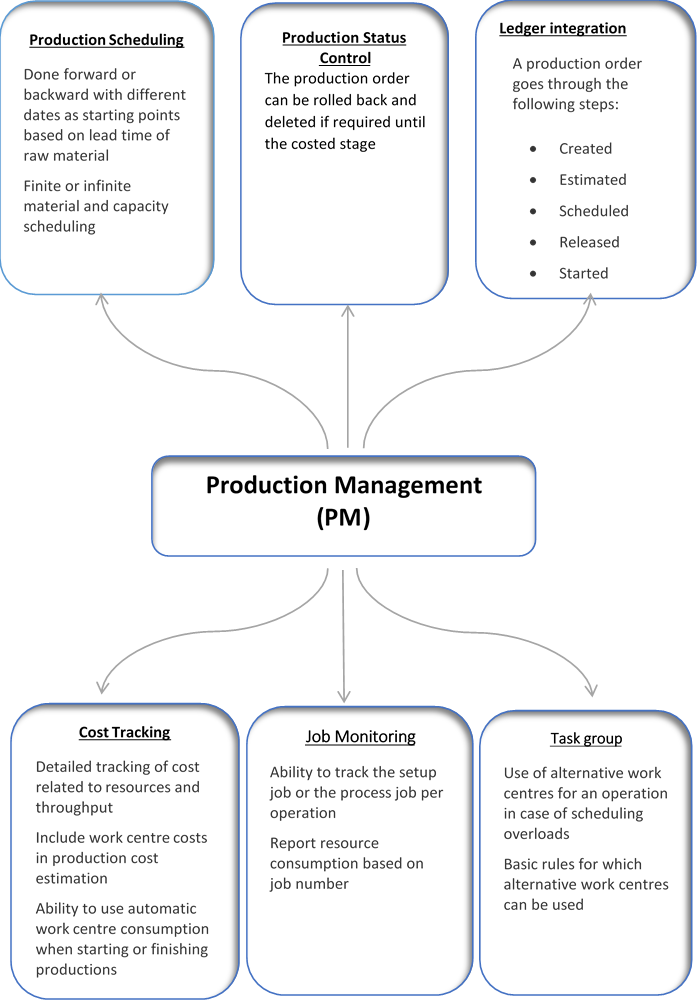 Production Scheduling
Done forward or
backward with different
dates as starting points
based on lead time of
raw material
Finite or infinite
material and capacity
scheduling
Production Status
Control
The production order
can be rolled back and
deleted if required until
the costed stage
Ledger integration
A production order
goes through the
following steps:
• Created
• Estimated
• Scheduled
• Released
• Started
Production Management
(PM)
Cost Tracking
Detailed tracking of cost
related to resources and
throughput
Include work centre costs
in production cost
estimation
Ability to use automatic
work centre consumption
when starting or finishing
productions
Job Monitoring
Ability to track the setup
job or the process job per
operation
Report resource
consumption based on
job number
Task group
Use of alternative work
centres for an operation
in case of scheduling
overloads
Basic rules for which
alternative work centres
can be used